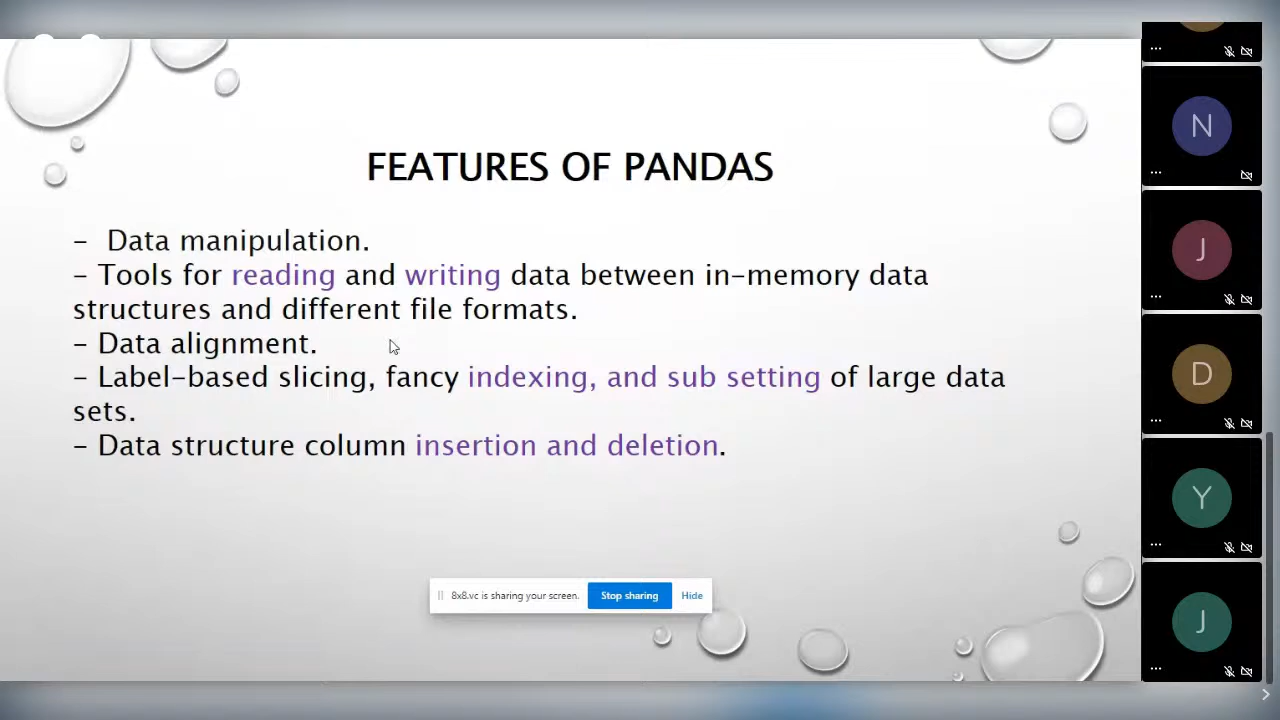 FEATURES OF PANDAS
– Data manipulation.
– Tools for reading and writing data between in-memory data
structures and different file formats.
– Data alignment.
– Label-based slicing, fancy indexing, and sub setting of large data
sets.
– Data structure column insertion and deletion.
8x8.vc is sharing your screen. Stop sharing Hide
N
J
D
Y
J